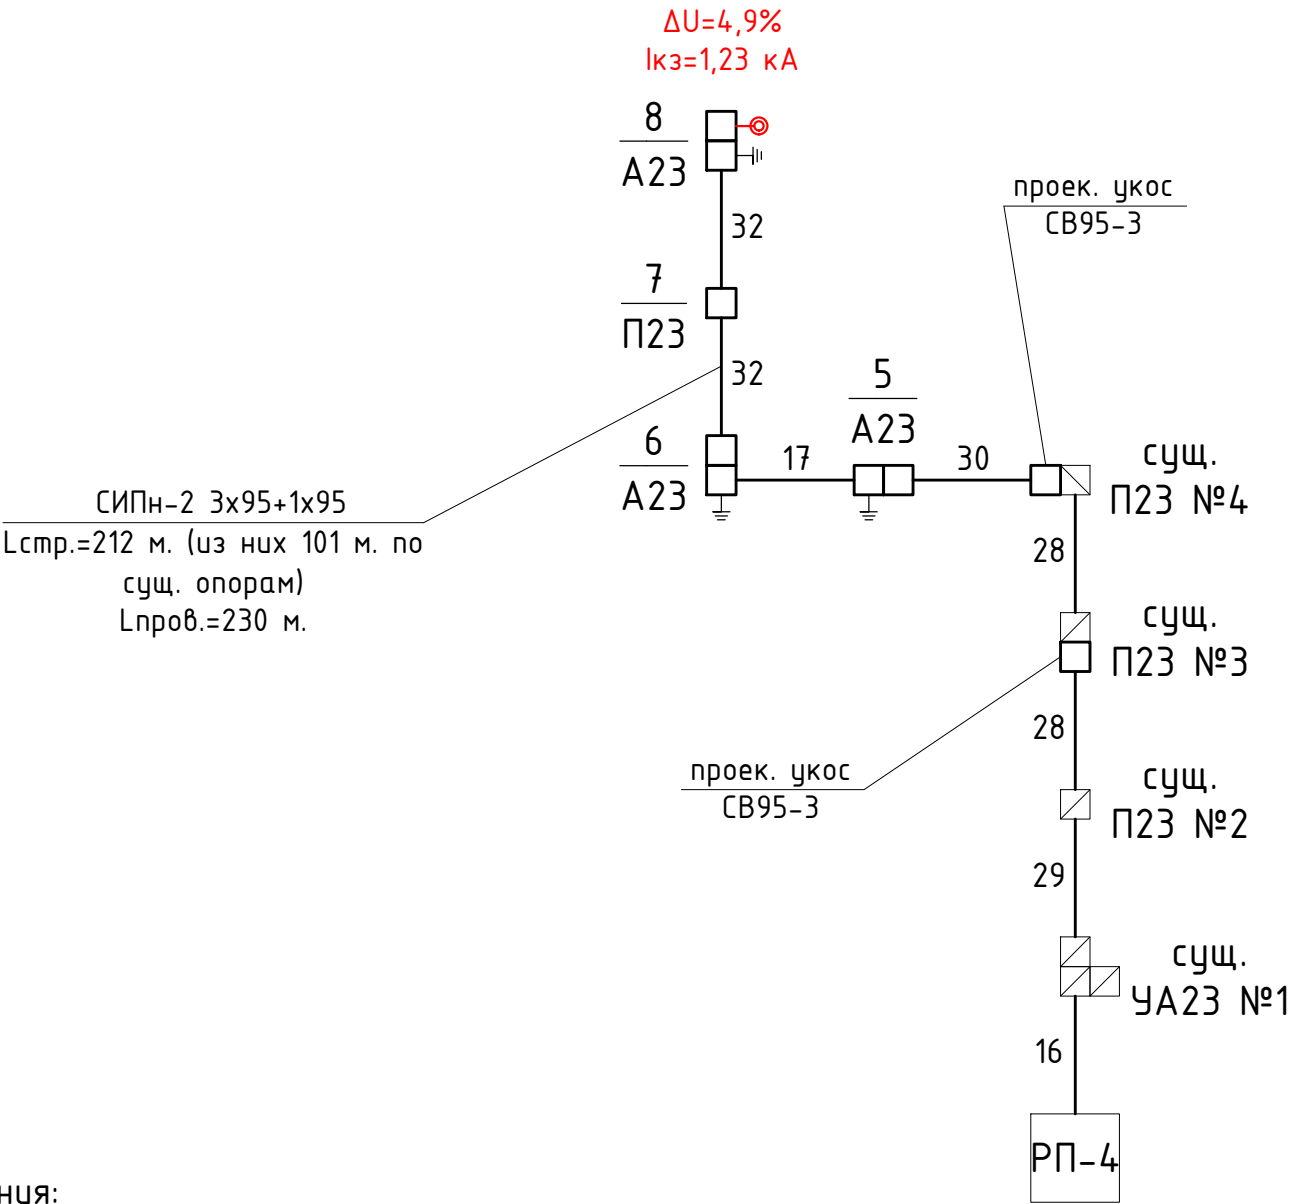 ΔU=4,9%
Iкз=1,23 кА
8
А23
32
проек. укос
СВ95-3
7
П23
32
5
А23
6
А23
17
30
сущ.
П23 №4
СИПн-2 3х95+1х95
Lстр.=212 м. (из них 101 м. по
сущ. опорам)
Lпров.=230 м.
28
сущ.
П23 №3
28
проек. укос
СВ95-3
сущ.
П23 №2
29
сущ.
УА23 №1
16
РП-4
ния: